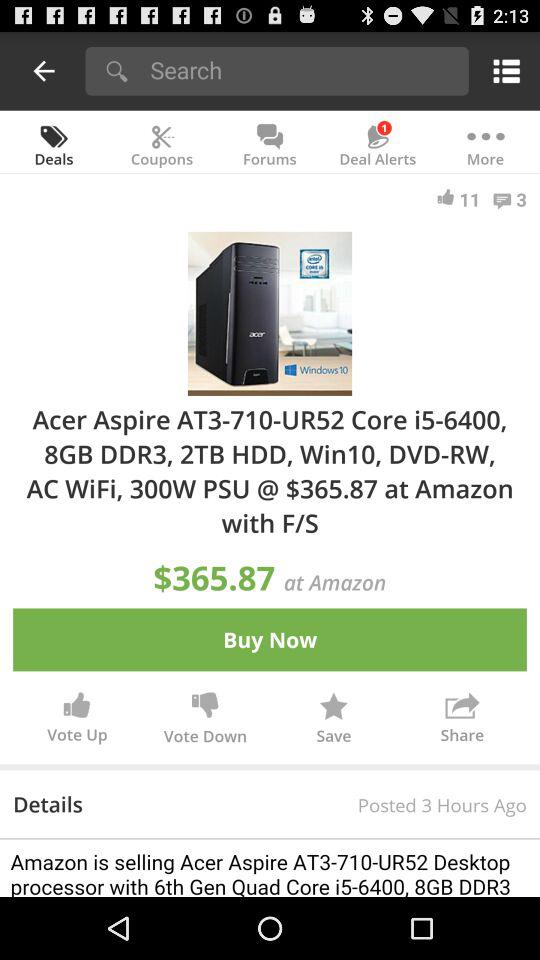 2:13
Search
Deals
Coupons
Forums
1
Deal Alerts
More
11
3
intel
CORE i5
acer
Windows 10
Acer Aspire AT3-710-UR52 Core i5-6400,
8GB DDR3, 2TB HDD, Win10, DVD-RW,
AC WiFi, 300W PSU @ $365.87 at Amazon
with F/S
$365.87 at Amazon
Buy Now
Vote Up
Vote Down
Save
Share
Details
Posted 3 Hours Ago
Amazon is selling Acer Aspire AT3-710-UR52 Desktop
processor with 6th Gen Quad Core i5-6400, 8GB DDR3